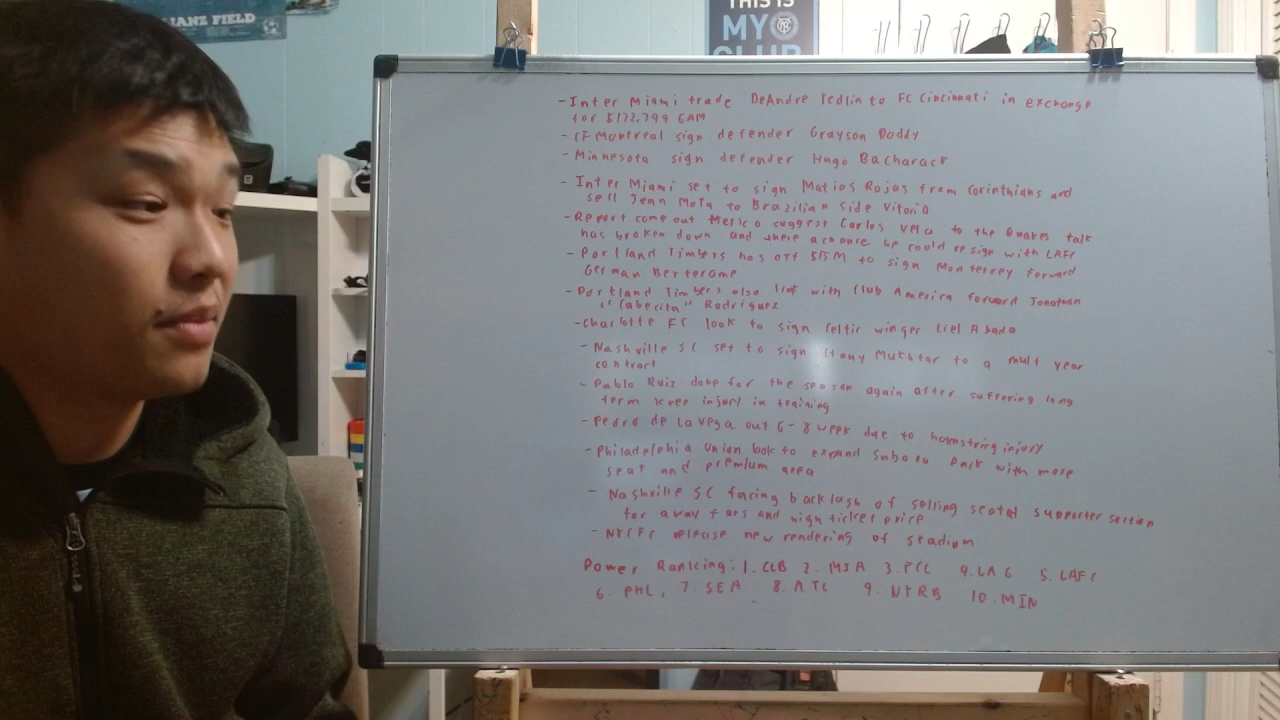 IANZ FIELD
THIS IS
MY
CLUB
- Inter Miami trade DeAndre Yedlin to FC Cincinnati in exchange
for $172,799 GAM
- CF Montreal sign defender Grayson Doddy
- Minnesota sign defender Hugo Bacharach
- Inter Miami set to sign Matios Rojas from Corinthians and
sell Jean Mota to Brazilian side Vitoria
- Report come out Mexico suggest Carlos Vela to the Quakes talk
has broken down and there a chance he could resign with LAFC
- Portland Timbers has off $15M to sign Monterrey forward
German Berterame
- Portland Timbers also with Club America forward Jonatoan
"Cabecita" Rodriguez
- Charlotte FC look to sign Celtic winger Liel Abada
- Nashville SC set to sign Hany Mukhtar to a mult year
contract
- Pablo Ruiz done for the season again after suffering long
term knee injury in training
- Pedro de La Vega out 6-8 week due to hamstring injury
- Philadelphia Union look to expand Subaru Park with more
seat and premium area
- Nashville SC facing backlash of selling seated supporter section
for away fans and high ticket price
- NYCFC release new rendering of stadium
Power Ranking: 1. CLB 2. MIA 3. FCC 4. LAG 5. LAFC
6. PHI, 7. SEA 8. ATL 9. NYRB 10. MIN